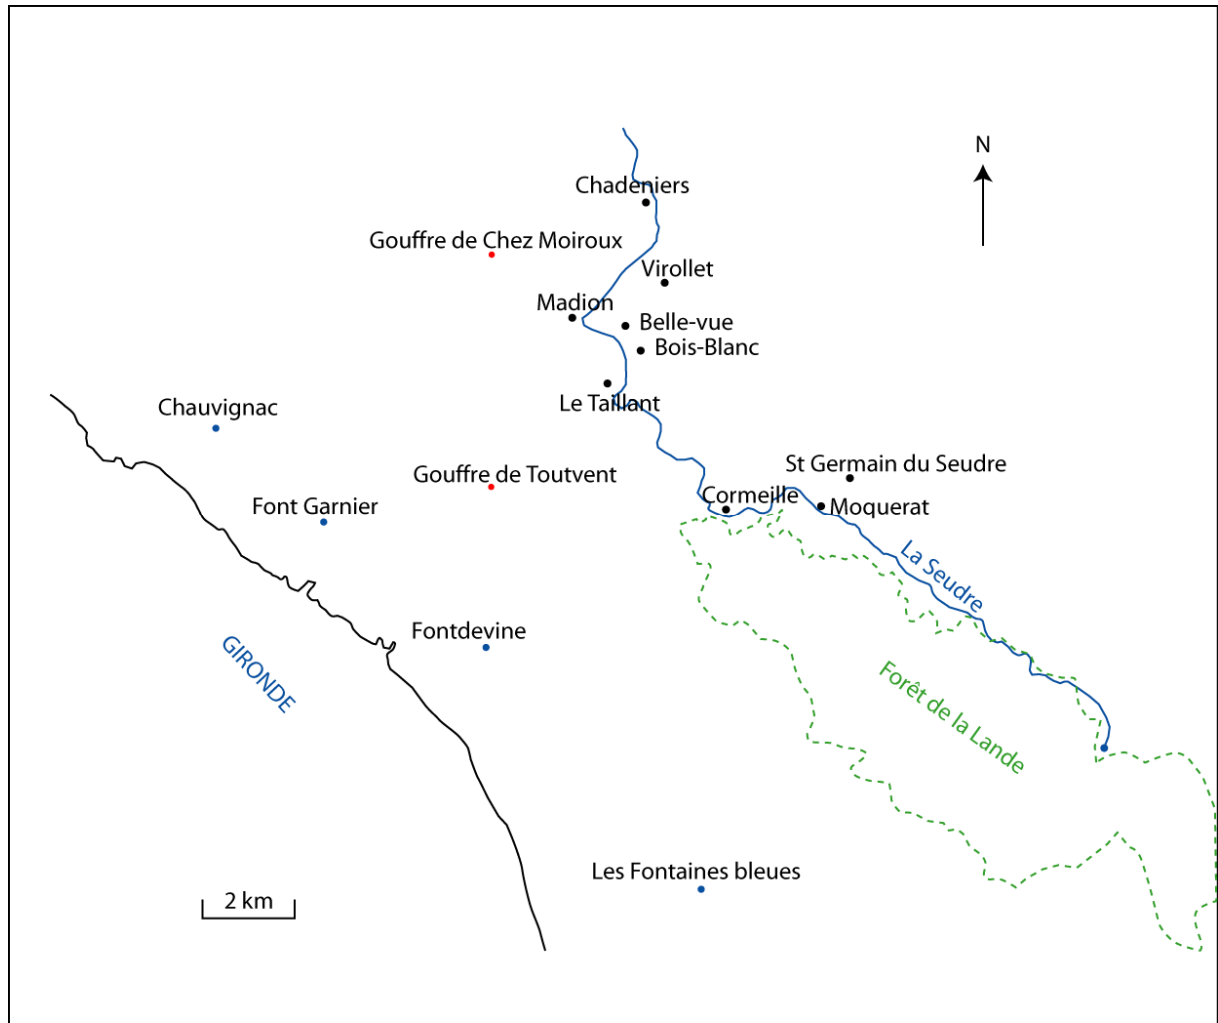 N
Chadeniers
Gouffre de Chez Moiroux
Virollet
Madion
Belle-vue
Bois-Blanc
Le Taillant
Chauvignac
St Germain du Seudre
Gouffre de Toutvent
Cormeille
Font Garnier
Moquerat
La Seudre
Fontdevine
GIRONDE
Forêt de la Lande
Les Fontaines bleues
2 km